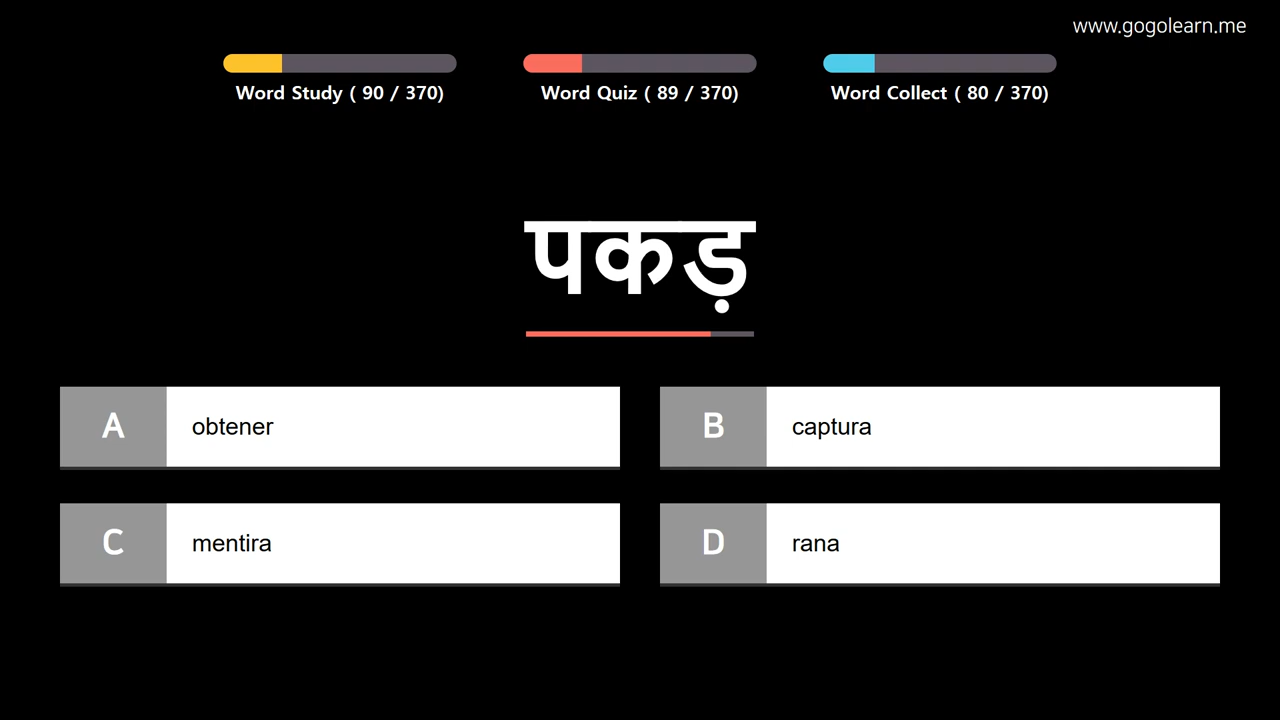 www.gogolearn.me
Word Study ( 90 / 370)
Word Quiz ( 89 / 370)
Word Collect ( 80 / 370)
पकड़
A obtener
B captura
C mentira
D rana